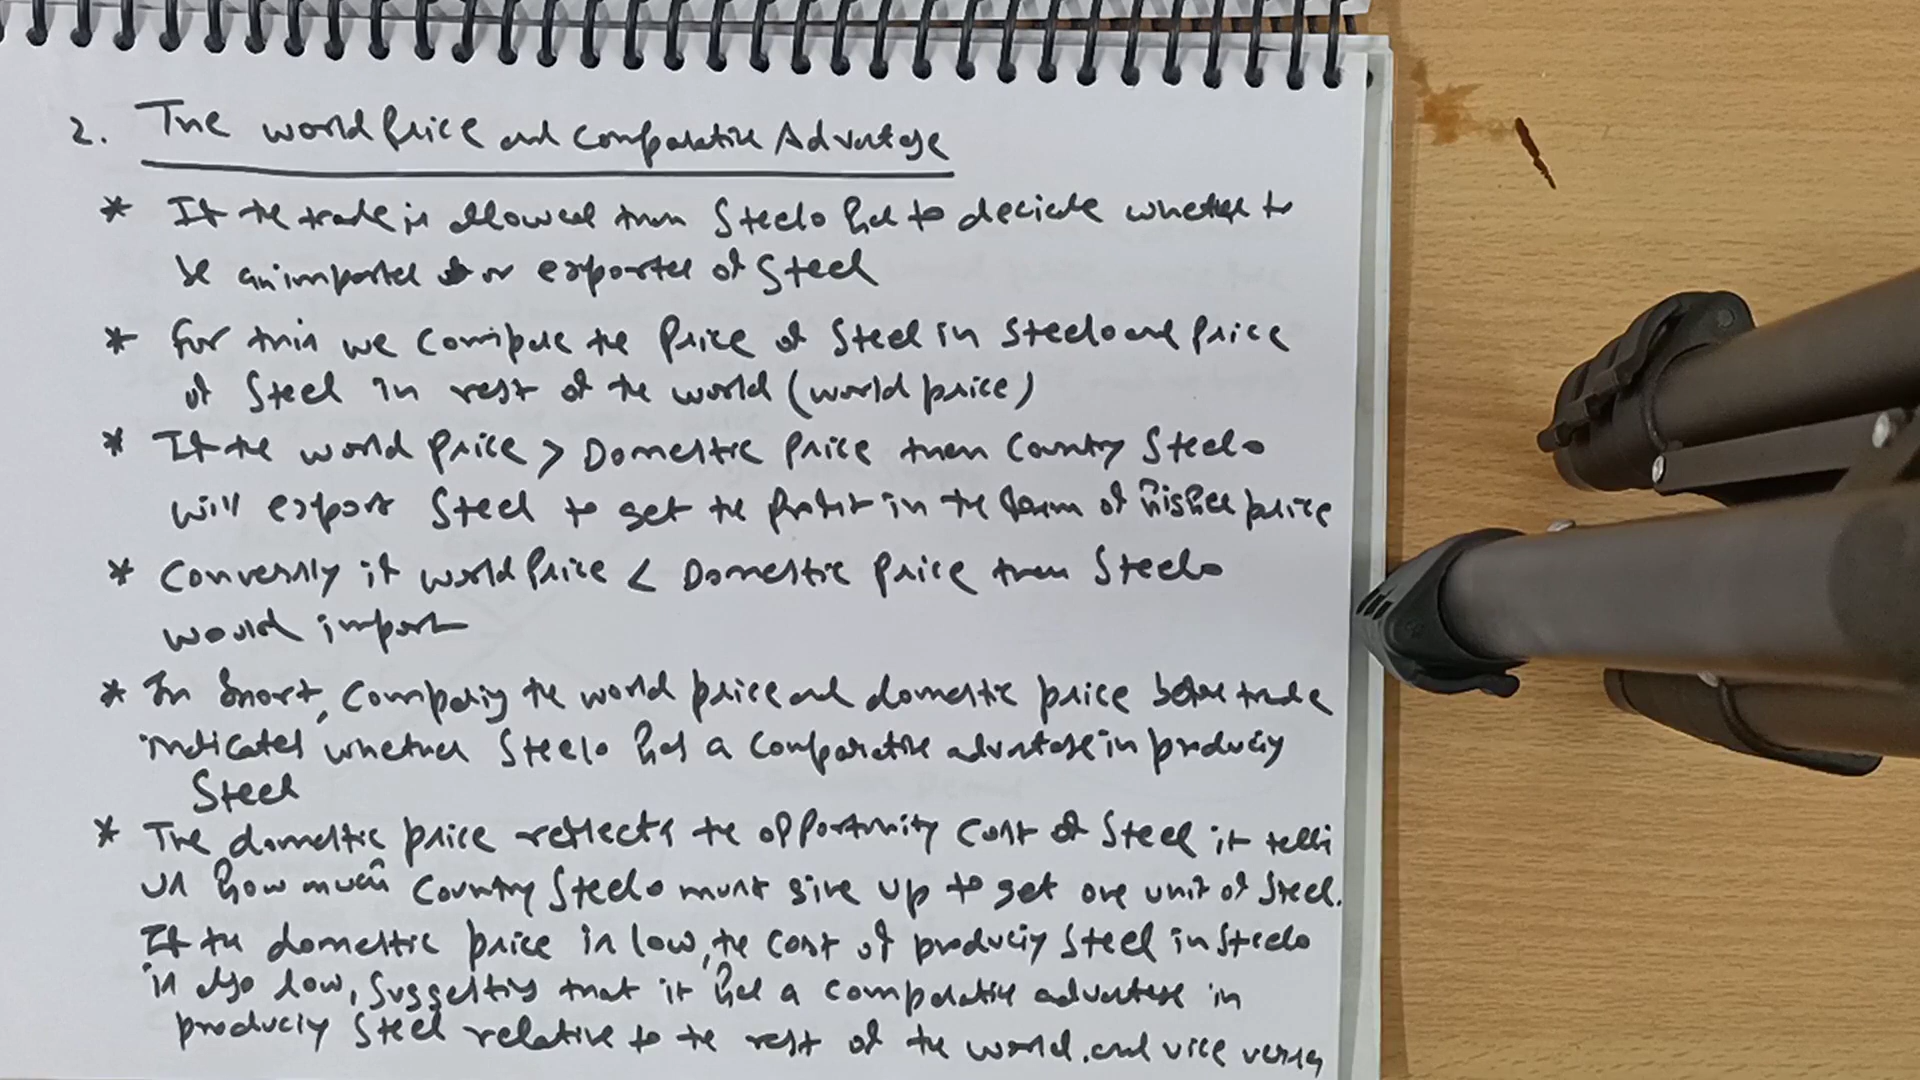 2. The world Price and Comparative Advantage
* If the trade is allowed then Steelo has to decide whether to
be an importer or exporter of Steel
* For this we compare the Price of Steel in Steelo and Price
of Steel in rest of the world (world price)
* If the world Price > Domestic Price then Country Steelo
will export Steel to get the Profit in the form of higher price
* Conversly if world Price < Domestic Price then Steelo
would import
* In Short, Comparing the world price and domestic price before trade
indicates whether Steelo has a comparative advantage in producing
Steel
* The domestic price reflects the opportunity Cost of Steel it tells
us how much Country Steelo must give up to get one unit of Steel.
If the domestic price is low, the Cost of producing Steel in Steelo
is also low, Suggesting that it has a comparative advantage in
producing Steel relative to the rest of the world. and vice versa